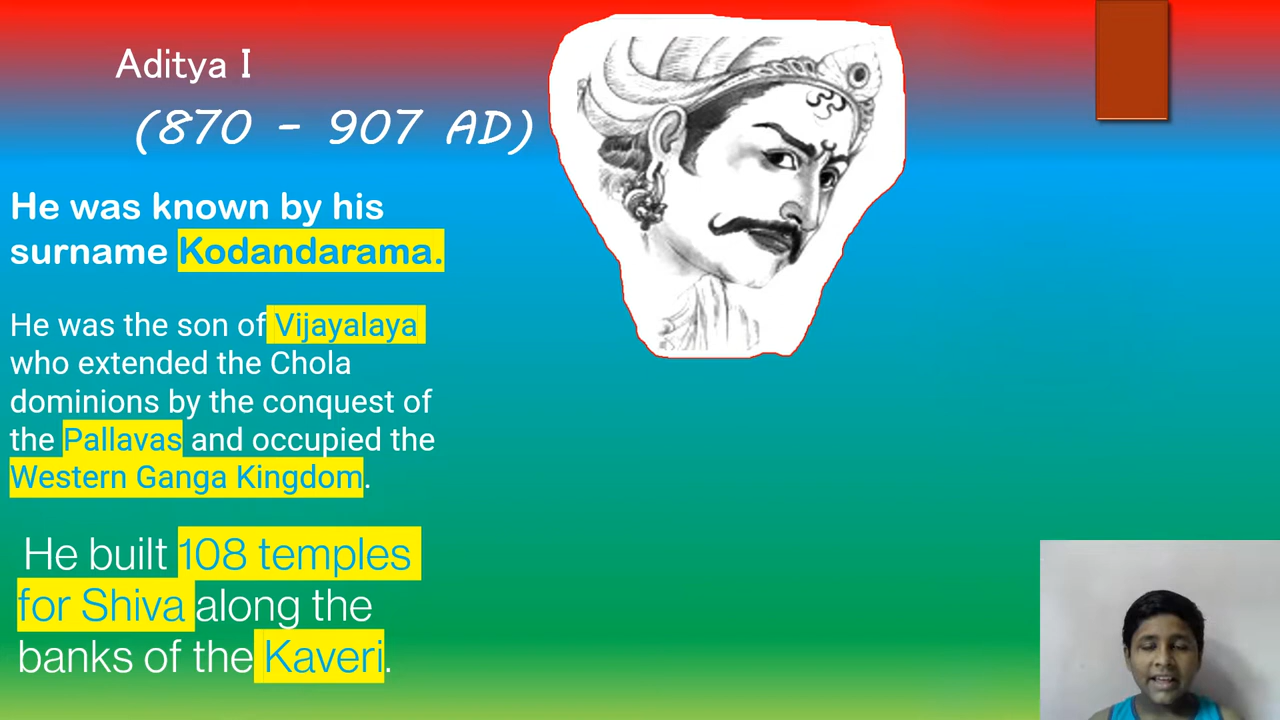 Aditya I
(870 - 907 AD)
He was known by his
surname Kodandarama.
He was the son of Vijayalaya
who extended the Chola
dominions by the conquest of
the Pallavas and occupied the
Western Ganga Kingdom.
He built 108 temples
for Shiva along the
banks of the Kaveri.